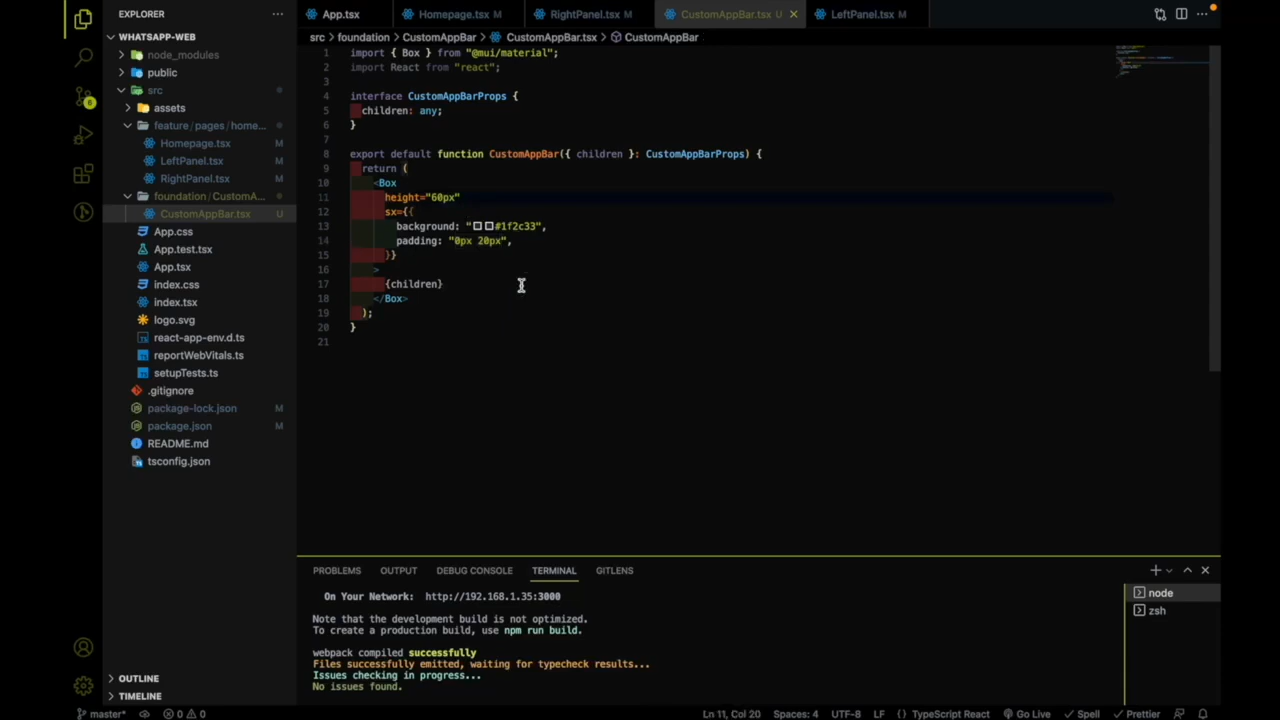 EXPLORER
App.tsx
Homepage.tsx M
RightPanel.tsx M
CustomAppBar.tsx U
LeftPanel.tsx M
WHATSAPP-WEB
src > foundation > CustomAppBar > CustomAppBar.tsx > CustomAppBar
node_modules
public
src
assets
feature / pages / home...
Homepage.tsx M
LeftPanel.tsx M
RightPanel.tsx M
foundation / CustomA...
CustomAppBar.tsx U
App.css
App.test.tsx
App.tsx
index.css
index.tsx
logo.svg
react-app-env.d.ts
reportWebVitals.ts
setupTests.ts
.gitignore
package-lock.json M
package.json M
README.md
tsconfig.json
OUTLINE
TIMELINE
6
1 import { Box } from "@mui/material";
2 import React from "react";
3
4 interface CustomAppBarProps {
5 children: any;
6 }
7
8 export default function CustomAppBar({ children }: CustomAppBarProps) {
9 return (
10 <Box
11 height="60px"
12 sx={{
13 background: "#1f2c33",
14 padding: "0px 20px",
15 }}
16 >
17 {children}
18 </Box>
19 );
20 }
21
PROBLEMS OUTPUT DEBUG CONSOLE TERMINAL GITLENS
On Your Network: http://192.168.1.35:3000
Note that the development build is not optimized.
To create a production build, use npm run build.
webpack compiled successfully
Files successfully emitted, waiting for typecheck results...
Issues checking in progress...
No issues found.
node
zsh
master* 0 0 Ln 11, Col 20 Spaces: 4 UTF-8 LF {} TypeScript React Go Live Spell Prettier